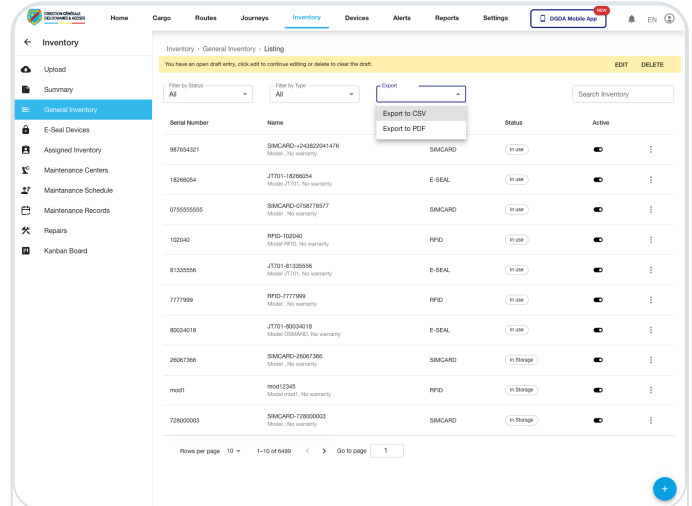 DIRECTION GÉNÉRALE
DES DOUANES & ACCISES
Home
Cargo
Routes
Journeys
Inventory
Devices
Alerts
Reports
Settings
DGDA Mobile App
NEW
EN
Inventory
Upload
Summary
General Inventory
E-Seal Devices
Assigned Inventory
Maintenance Centers
Maintanance Schedule
Maintenance Records
Repairs
Kanban Board
Inventory › General Inventory › Listing
You have an open draft entry, click edit to continue editing or delete to clear the draft.
EDIT DELETE
Filter by Status
All
Filter by Type
All
Export
Export to CSV
Export to PDF
Search Inventory
Serial Number Name Status Active
987654321 SIMCARD-+243822041476 SIMCARD In use
Model , No warranty
18266054 JT701-18266054 E-SEAL In use
Model JT701, No warranty
0755555555 SIMCARD-0758778577 SIMCARD In use
Model , No warranty
102040 RFID-102040 RFID In use
Model RFID, No warranty
81335556 JT701-81335556 E-SEAL In use
Model JT701, No warranty
7777999 RFID-7777999 RFID In use
Model , No warranty
80034018 JT701-80034018 E-SEAL In use
Model OSMAND, No warranty
26067366 SIMCARD-26067366 SIMCARD In Storage
Model , No warranty
mod1 mod12345 RFID In Storage
Model mod1, No warranty
728000003 SIMCARD-728000003 SIMCARD In Storage
Model , No warranty
Rows per page 10 1–10 of 6499 Go to page 1